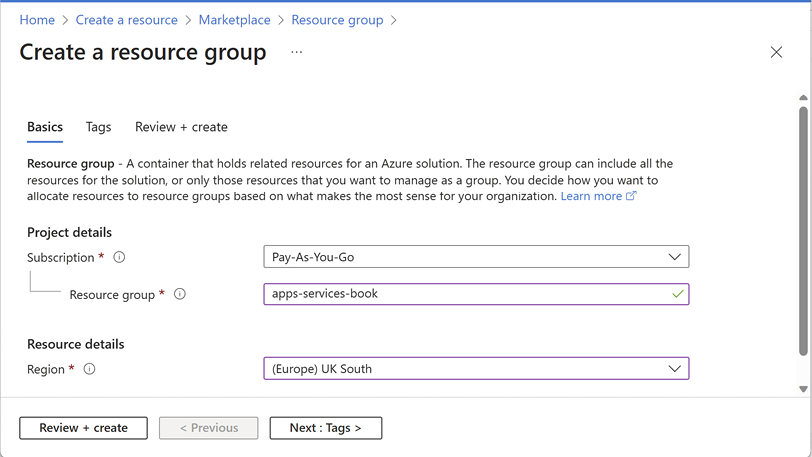 Home > Create a resource > Marketplace > Resource group >
Create a resource group ...
Basics Tags Review + create
Resource group - A container that holds related resources for an Azure solution. The resource group can include all the
resources for the solution, or only those resources that you want to manage as a group. You decide how you want to
allocate resources to resource groups based on what makes the most sense for your organization. Learn more
Project details
Subscription * Pay-As-You-Go
Resource group * apps-services-book
Resource details
Region * (Europe) UK South
Review + create < Previous Next : Tags >